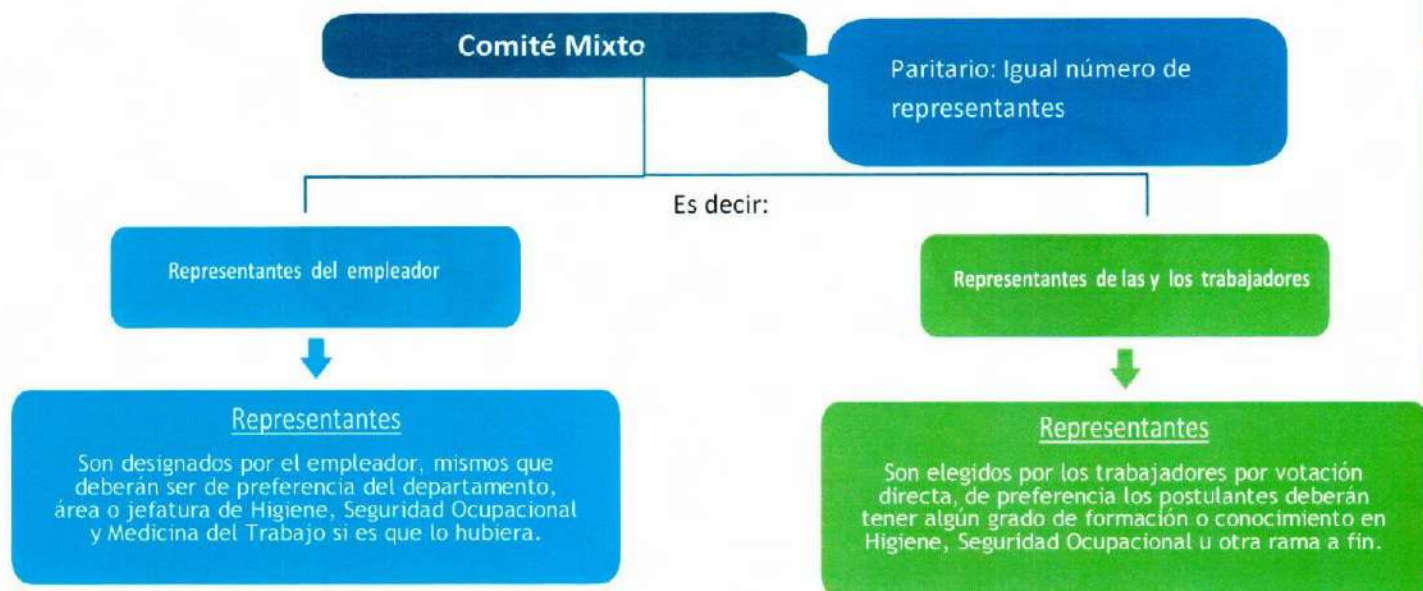 Comité Mixto
Paritario: Igual número de
representantes
Es decir:
Representantes del empleador
Representantes de las y los trabajadores
Representantes
Son designados por el empleador, mismos que
deberán ser de preferencia del departamento,
área o jefatura de Higiene, Seguridad Ocupacional
y Medicina del Trabajo si es que lo hubiera.
Representantes
Son elegidos por los trabajadores por votación
directa, de preferencia los postulantes deberán
tener algún grado de formación o conocimiento en
Higiene, Seguridad Ocupacional u otra rama a fin.